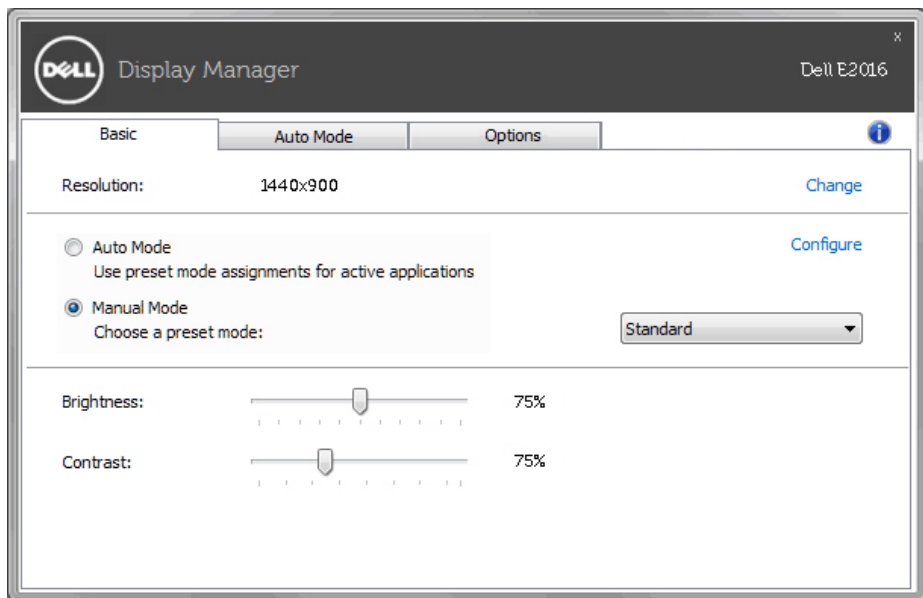 x
DELL Display Manager Dell E2016
Basic Auto Mode Options i
Resolution: 1440x900 Change
Auto Mode Configure
Use preset mode assignments for active applications
Manual Mode
Choose a preset mode: Standard
Brightness: 75%
Contrast: 75%